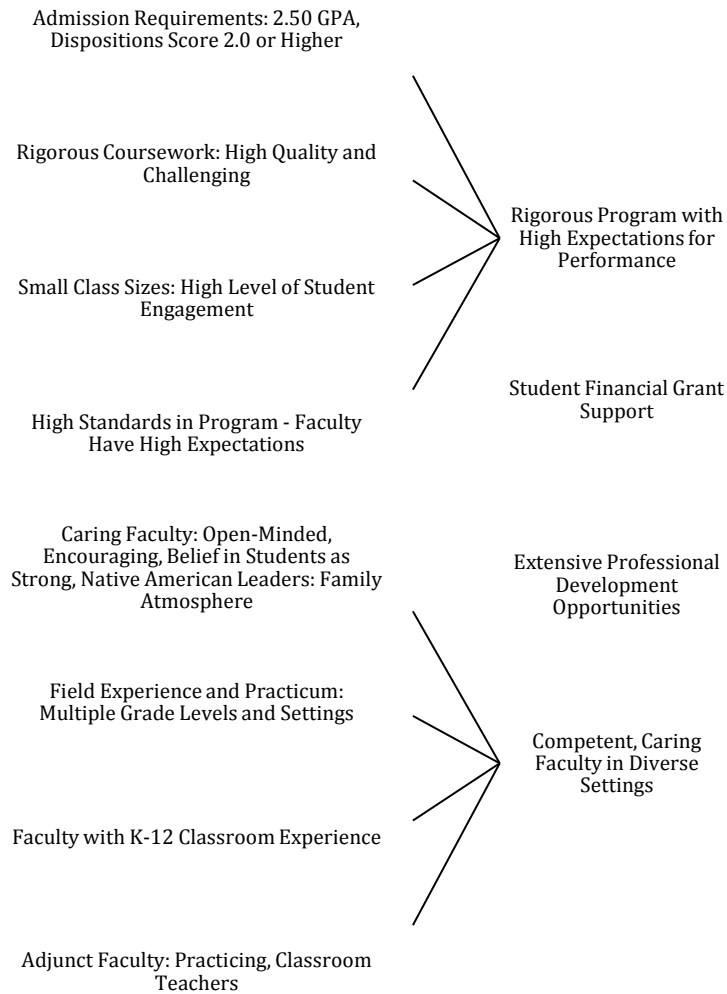 Admission Requirements: 2.50 GPA,
Dispositions Score 2.0 or Higher
Rigorous Coursework: High Quality and
Challenging
Small Class Sizes: High Level of Student
Engagement
High Standards in Program - Faculty
Have High Expectations
Rigorous Program with
High Expectations for
Performance
Student Financial Grant
Support
Caring Faculty: Open-Minded,
Encouraging, Belief in Students as
Strong, Native American Leaders: Family
Atmosphere
Field Experience and Practicum:
Multiple Grade Levels and Settings
Faculty with K-12 Classroom Experience
Adjunct Faculty: Practicing, Classroom
Teachers
Extensive Professional
Development
Opportunities
Competent, Caring
Faculty in Diverse
Settings